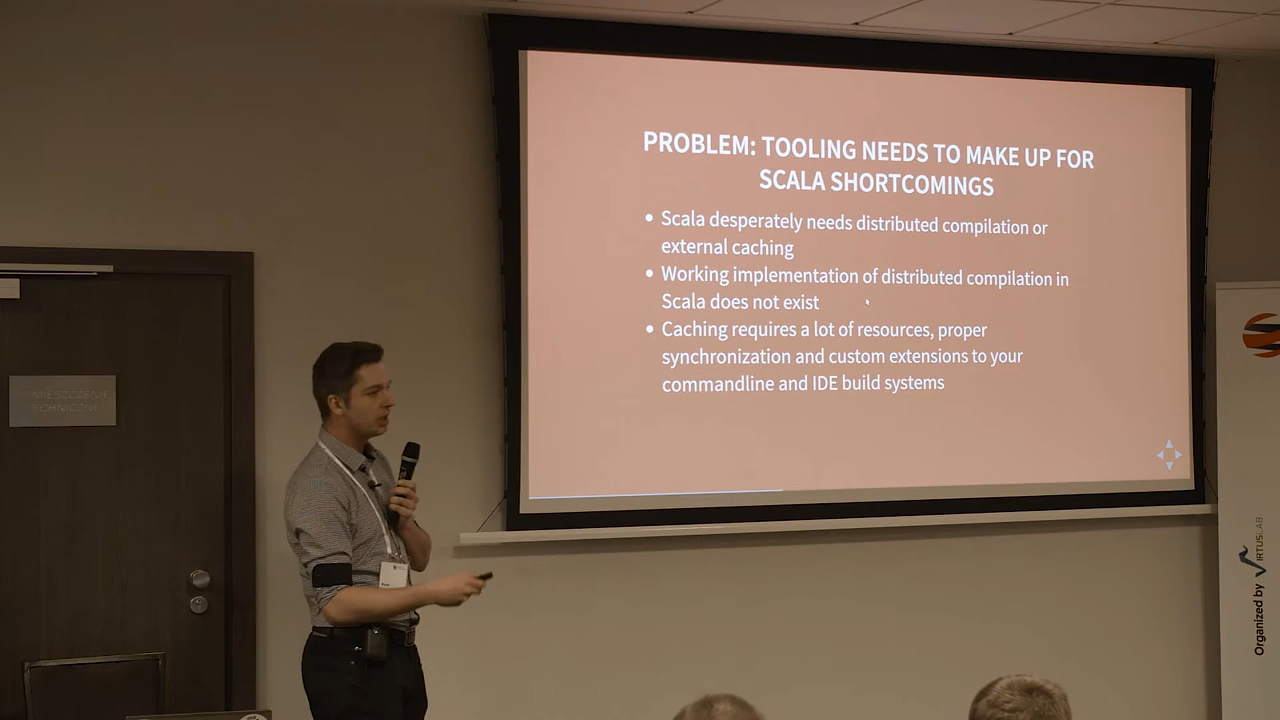 PROBLEM: TOOLING NEEDS TO MAKE UP FOR
SCALA SHORTCOMINGS
• Scala desperately needs distributed compilation or
external caching
• Working implementation of distributed compilation in
Scala does not exist
• Caching requires a lot of resources, proper
synchronization and custom extensions to your
commandline and IDE build systems
POMIESZCZENIE
TECHNICZNE
Organized by VIRTUSLAB